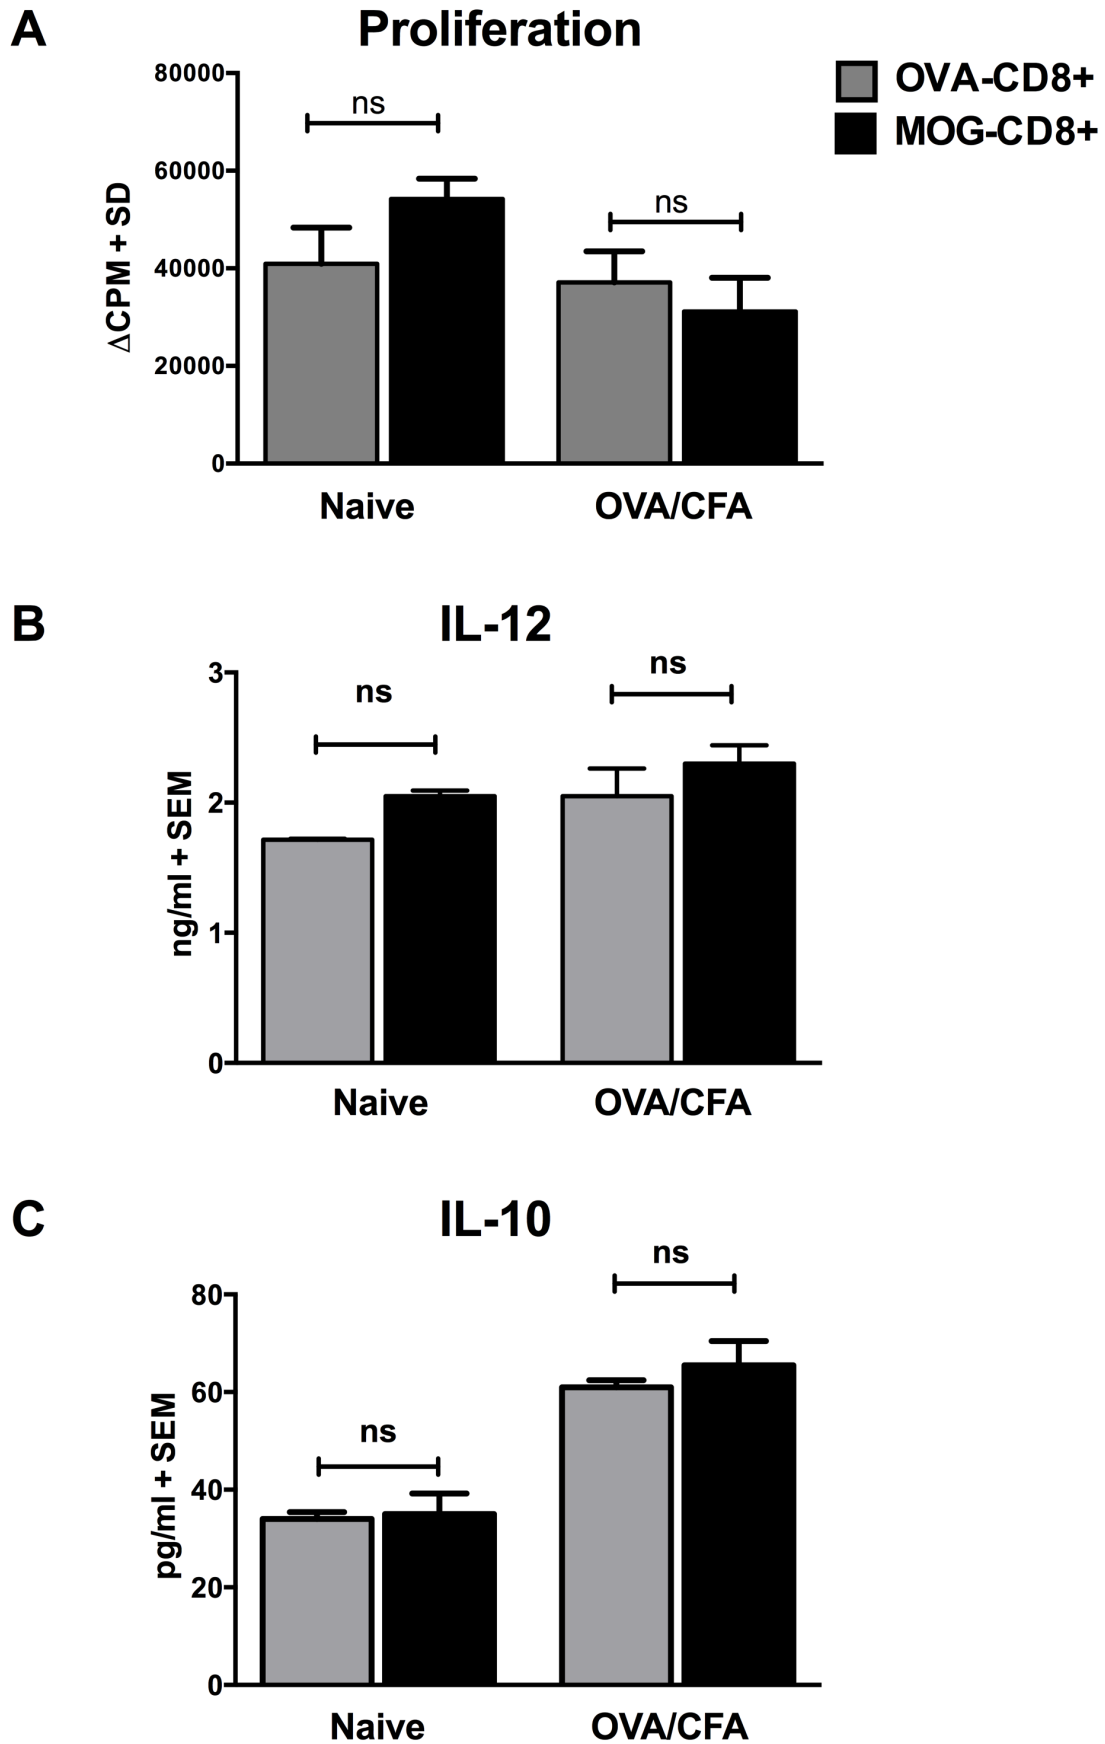 A
Proliferation
OVA-CD8+
MOG-CD8+
ΔCPM + SD
80000
60000
40000
20000
0
ns
ns
Naive
OVA/CFA
B
IL-12
ng/ml + SEM
3
2
1
0
ns
ns
Naive
OVA/CFA
C
IL-10
pg/ml + SEM
80
60
40
20
0
ns
ns
Naive
OVA/CFA